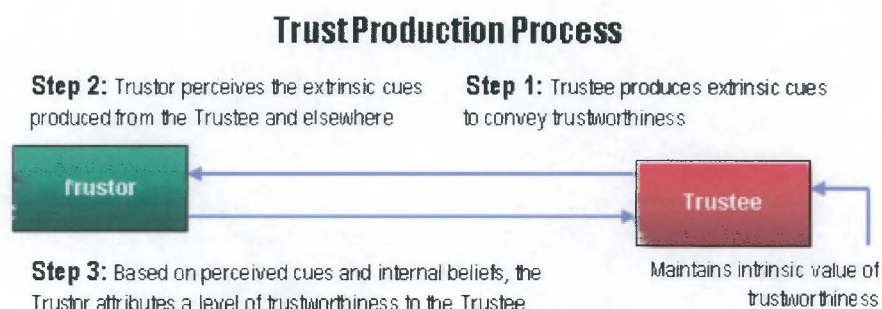 Trust Production Process
Step 2: Trustor perceives the extrinsic cues
produced from the Trustee and elsewhere
Step 1: Trustee produces extrinsic cues
to convey trustworthiness
frustor
Trustee
Step 3: Based on perceived cues and internal beliefs, the
Trustor attributes a level of trustworthiness to the Trustee
Maintains intrinsic value of
trustworthiness